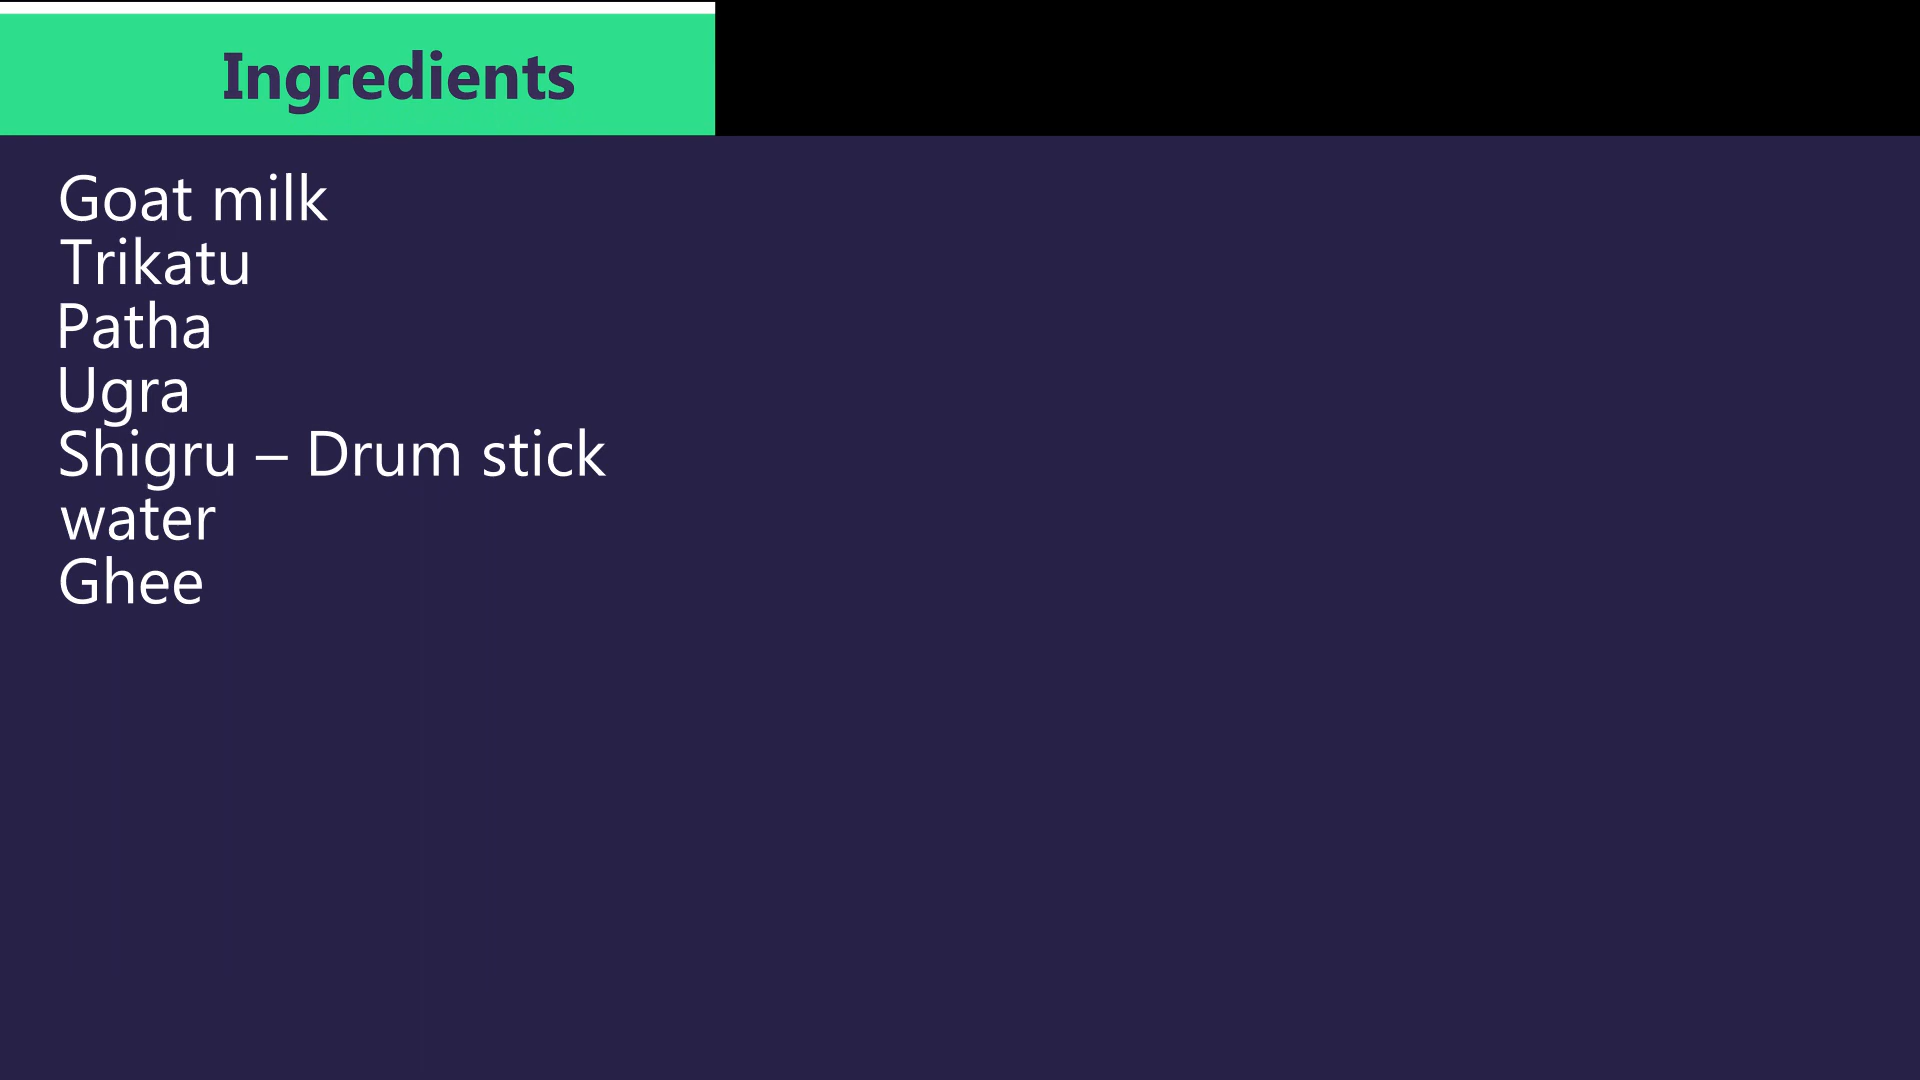 Ingredients
Goat milk
Trikatu
Patha
Ugra
Shigru – Drum stick
water
Ghee